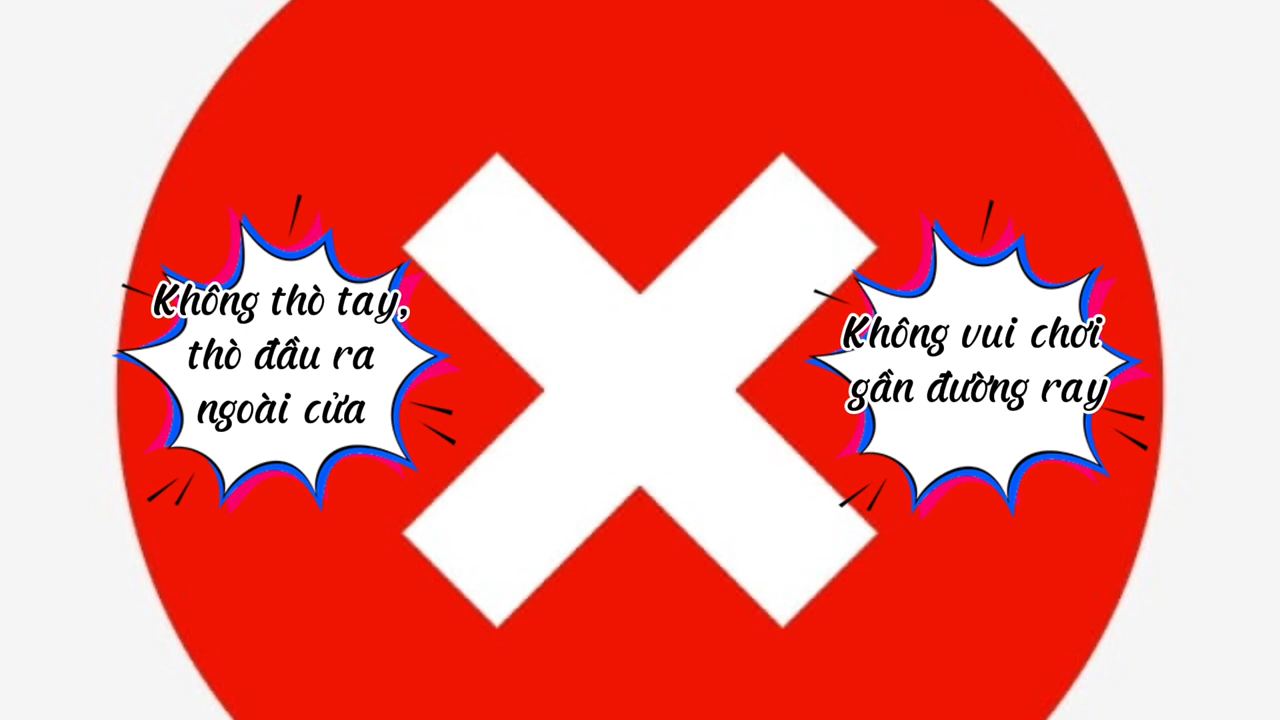 Không thò tay,
thò đầu ra
ngoài cửa
Không vui chơi
gần đường ray